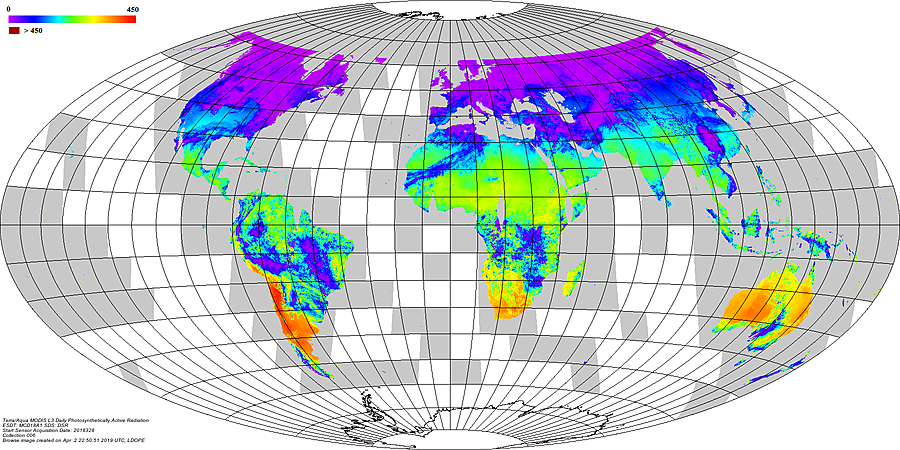 0 450
> 450
Terra/Aqua MODIS L3 Daily Photosynthetically Active Radiation
ESDT: MCD18A1 SDS: DSR
Start Sensor Acquisition Date: 2018328
Collection 006
Browse image created on Apr 2 22:50:51 2019 UTC, LDOPE